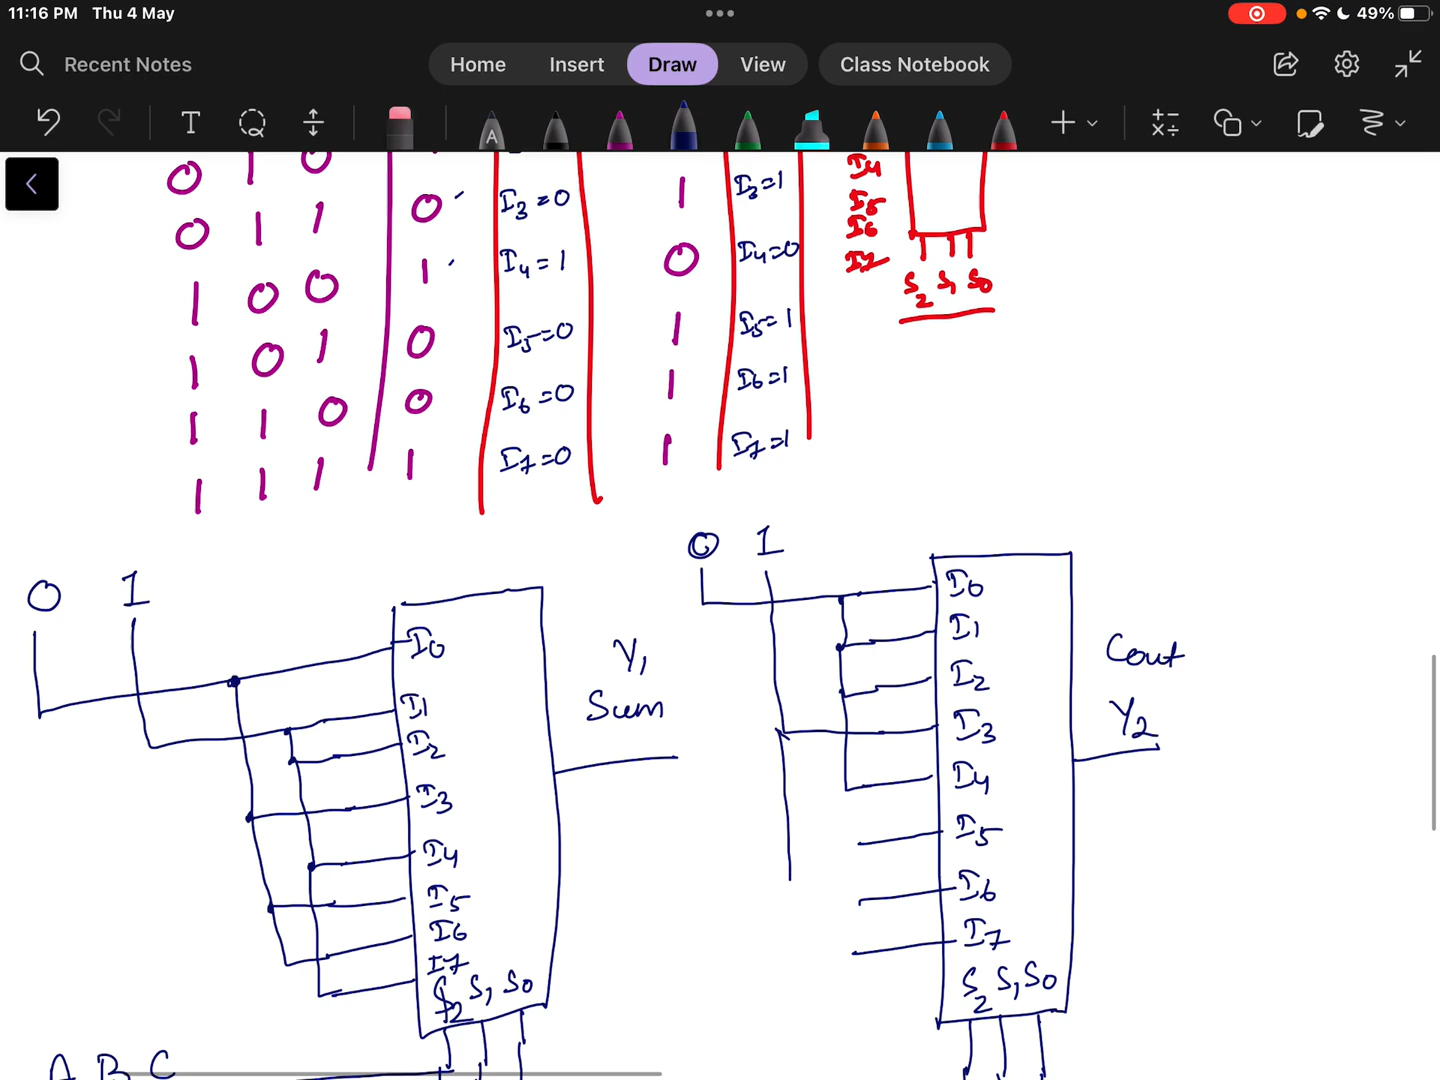 11:16 PM Thu 4 May
49%
Recent Notes
Home Insert Draw View Class Notebook
T
A
0 1 0
I4
0 1 1 0 I3=0 1 I3=1 I5
I6
1 0 0 1 I4=1 0 I4=0 I7
S2 S1 S0
1 0 1 0 I5=0 1 I5=1
1 1 0 0 I6=0 1 I6=1
1 1 1 1 I7=0 1 I7=1
0 1
I0
I1
I2
I3
I4
I5
I6
I7
S2 S1 S0
Y1
Sum
0 1
I0
I1
I2
I3
I4
I5
I6
I7
S2 S1 S0
Cout
Y2
A B C